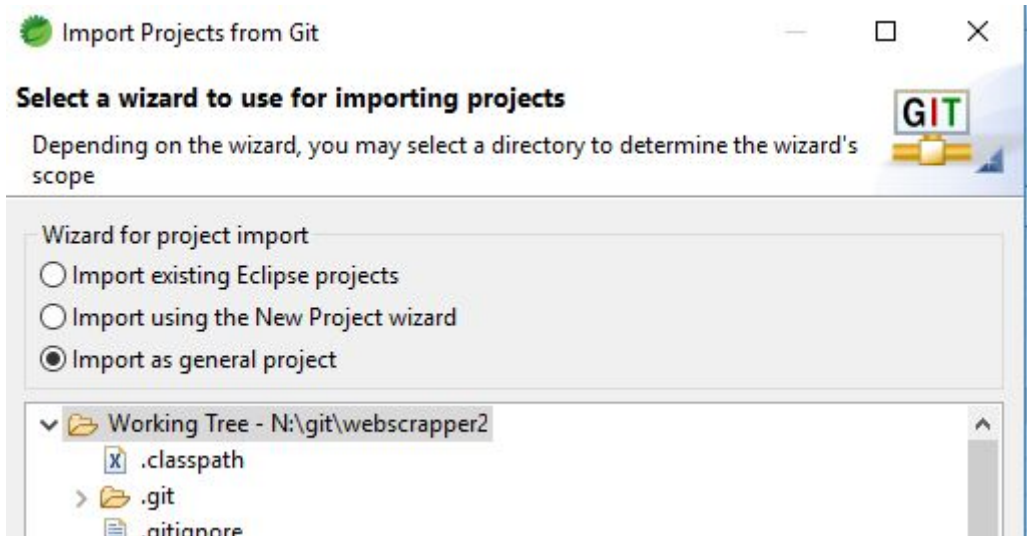 Import Projects from Git
Select a wizard to use for importing projects
GIT
Depending on the wizard, you may select a directory to determine the wizard's
scope
Wizard for project import
Import existing Eclipse projects
Import using the New Project wizard
Import as general project
Working Tree - N:\git\webscrapper2
X .classpath
.git
.gitignore